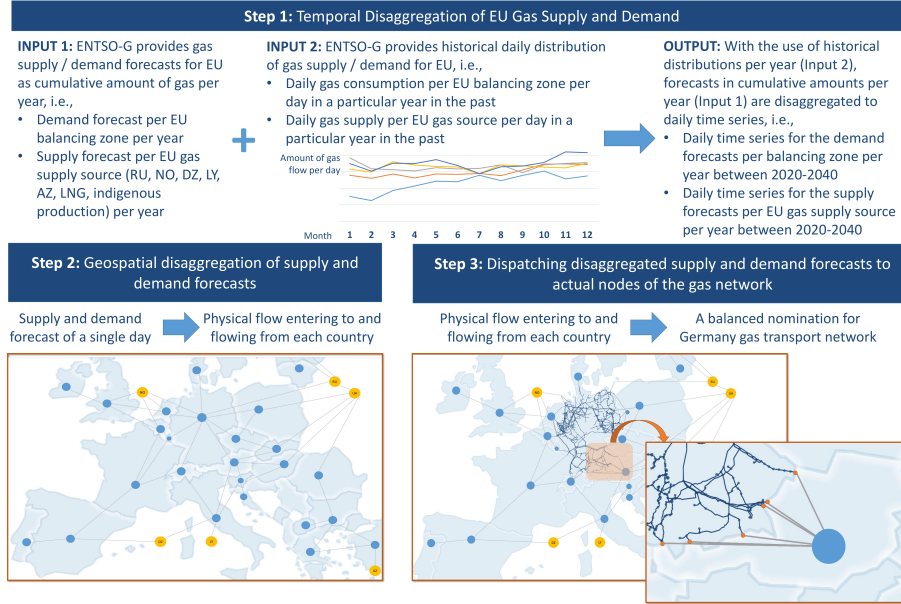 Step 1: Temporal Disaggregation of EU Gas Supply and Demand
INPUT 1: ENTSO-G provides gas
supply / demand forecasts for EU
as cumulative amount of gas per
year, i.e.,
• Demand forecast per EU
balancing zone per year
• Supply forecast per EU gas
supply source (RU, NO, DZ, LY,
AZ, LNG, indigenous
production) per year
INPUT 2: ENTSO-G provides historical daily distribution
of gas supply / demand for EU, i.e.,
• Daily gas consumption per EU balancing zone per
day in a particular year in the past
• Daily gas supply per EU gas source per day in a
particular year in the past
Amount of gas
flow per day
Month 1 2 3 4 5 6 7 8 9 10 11 12
OUTPUT: With the use of historical
distributions per year (Input 2),
forecasts in cumulative amounts per
year (Input 1) are disaggregated to
daily time series, i.e.,
• Daily time series for the demand
forecasts per balancing zone per
year between 2020-2040
• Daily time series for the supply
forecasts per EU gas supply source
per year between 2020-2040
Step 2: Geospatial disaggregation of supply and
demand forecasts
Supply and demand
forecast of a single day
Physical flow entering to and
flowing from each country
NO
Step 3: Dispatching disaggregated supply and demand forecasts to
actual nodes of the gas network
Physical flow entering to and
flowing from each country
A balanced nomination for
Germany gas transport network